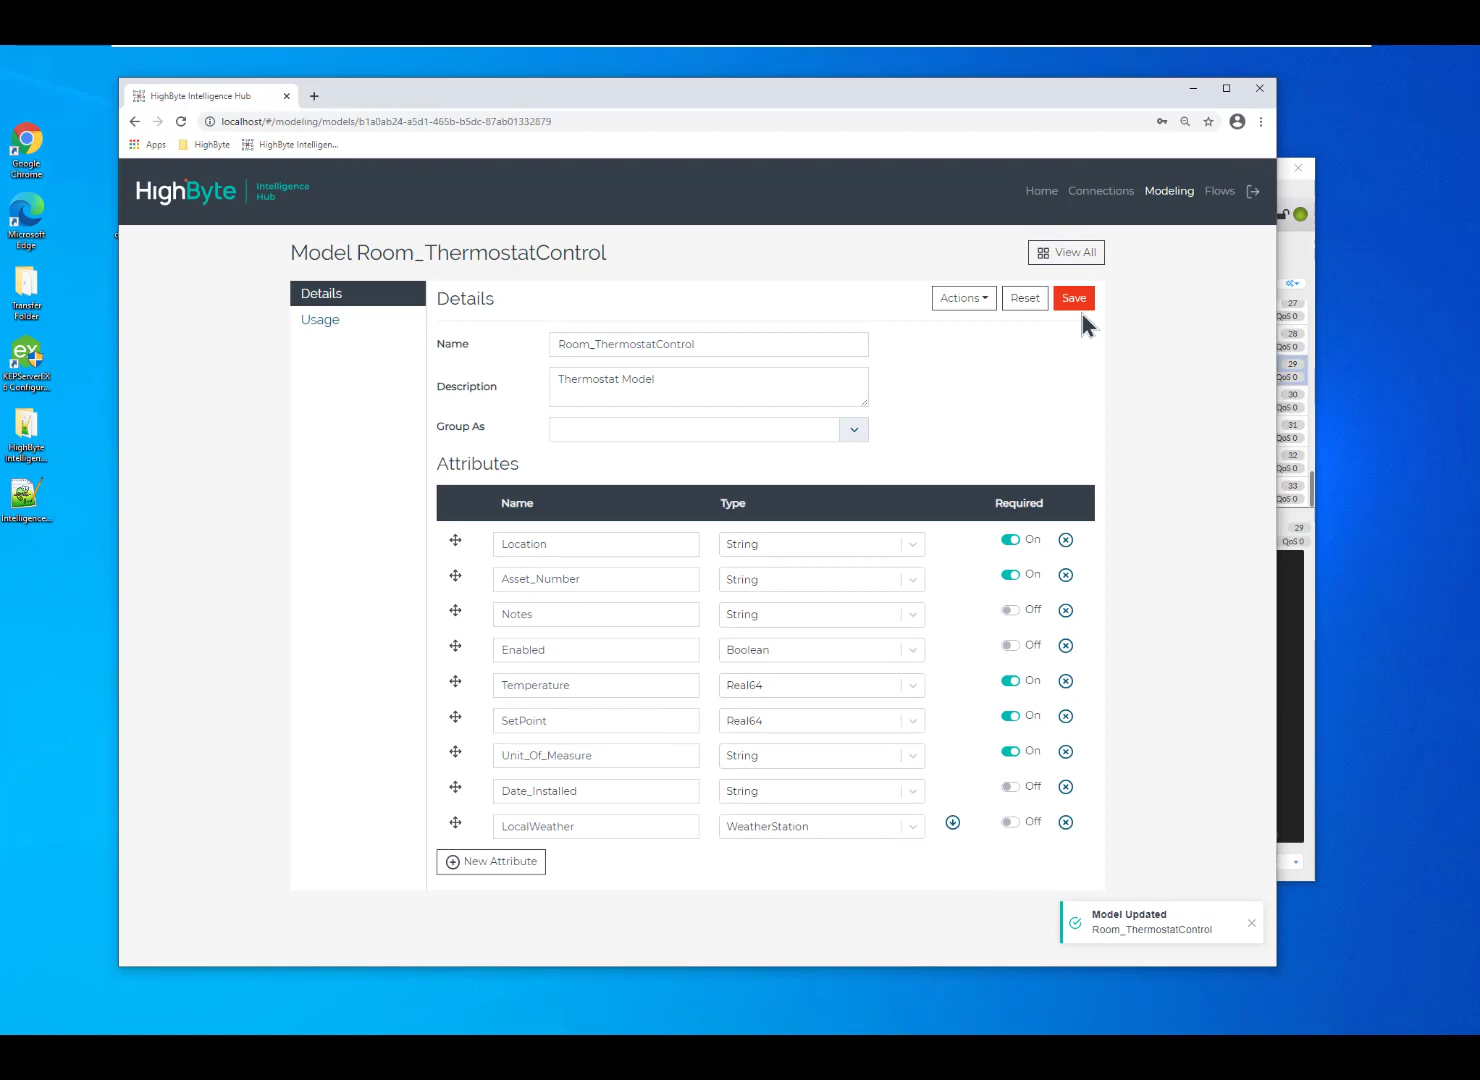 HighByte Intelligence Hub
localhost/#/modeling/models/b1a0ab24-a5d1-465b-b5dc-87ab01332879
Apps
HighByte
HighByte Intelligen...
Google
Chrome
Microsoft
Edge
Transfer
Folder
KEPServerEX
6 Configur...
HighByte
Intelligen...
Intelligence...
HighByte
Intelligence
Hub
Home
Connections
Modeling
Flows
Model Room_ThermostatControl
View All
Details
Usage
Details
Actions
Reset
Save
Name
Room_ThermostatControl
Description
Thermostat Model
Group As
Attributes
Name
Type
Required
Location
String
On
Asset_Number
String
On
Notes
String
Off
Enabled
Boolean
Off
Temperature
Real64
On
SetPoint
Real64
On
Unit_Of_Measure
String
On
Date_Installed
String
Off
LocalWeather
WeatherStation
Off
New Attribute
Model Updated
Room_ThermostatControl
27
QoS 0
28
QoS 0
29
QoS 0
30
QoS 0
31
QoS 0
32
QoS 0
33
QoS 0
29
QoS 0